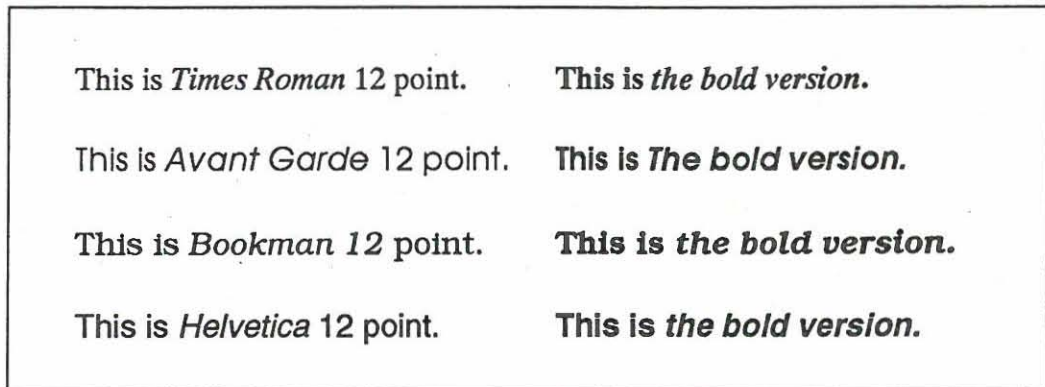 This is Times Roman 12 point. This is the bold version.
This is Avant Garde 12 point. This is The bold version.
This is Bookman 12 point. This is the bold version.
This is Helvetica 12 point. This is the bold version.